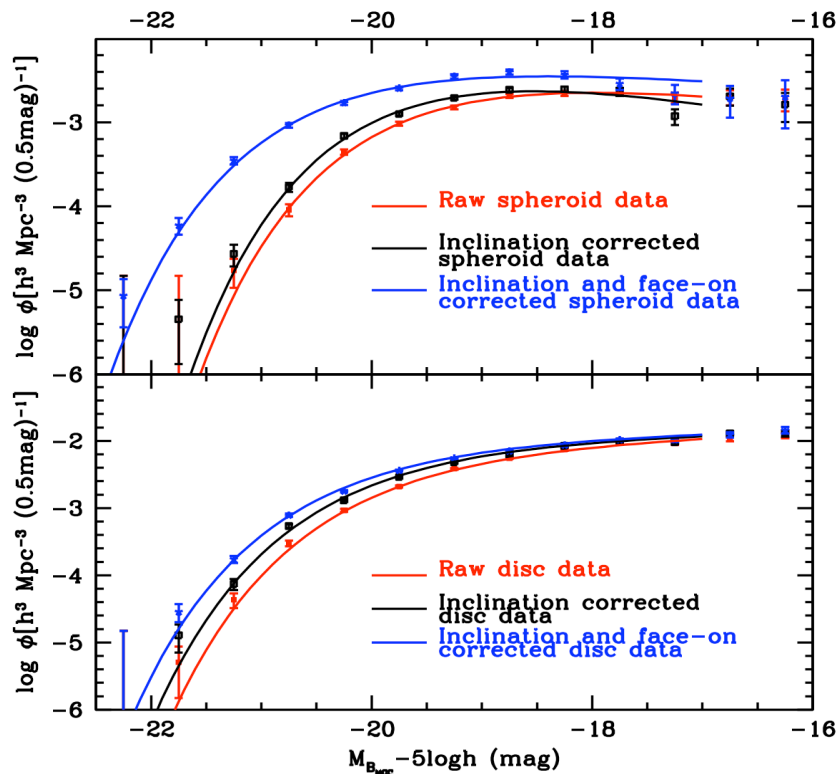 -22 -20 -18 -16
-3
-4
-5
-6
log φ[h³ Mpc⁻³ (0.5mag)⁻¹]
Raw spheroid data
Inclination corrected
spheroid data
Inclination and face-on
corrected spheroid data
-2
-3
-4
-5
-6
log φ[h³ Mpc⁻³ (0.5mag)⁻¹]
Raw disc data
Inclination corrected
disc data
Inclination and face-on
corrected disc data
-22 -20 -18 -16
M_B_MGC-5logh (mag)